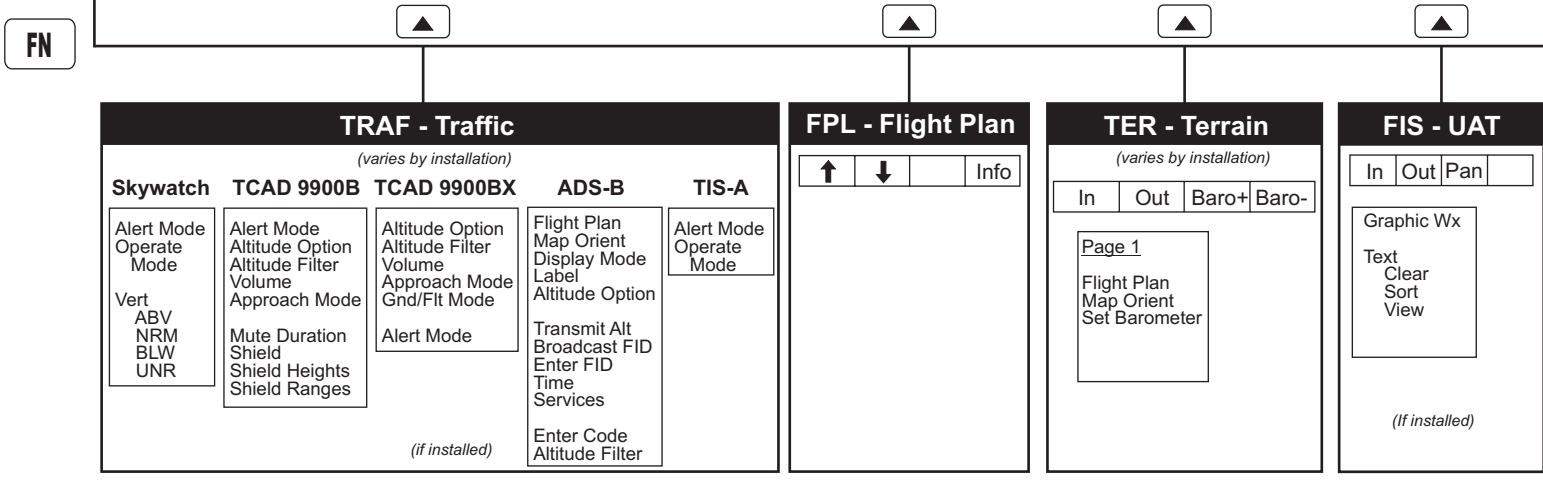 FN
TRAF - Traffic
(varies by installation)
Skywatch
Alert Mode
Operate
Mode
Vert
ABV
NRM
BLW
UNR
TCAD 9900B
Alert Mode
Altitude Option
Altitude Filter
Volume
Approach Mode
Mute Duration
Shield
Shield Heights
Shield Ranges
TCAD 9900BX
Altitude Option
Altitude Filter
Volume
Approach Mode
Gnd/Flt Mode
Alert Mode
(if installed)
ADS-B
Flight Plan
Map Orient
Display Mode
Label
Altitude Option
Transmit Alt
Broadcast FID
Enter FID
Time
Services
Enter Code
Altitude Filter
TIS-A
Alert Mode
Operate
Mode
FPL - Flight Plan
Info
TER - Terrain
(varies by installation)
In Out Baro+ Baro-
Page 1
Flight Plan
Map Orient
Set Barometer
FIS - UAT
In Out Pan
Graphic Wx
Text
Clear
Sort
View
(If installed)